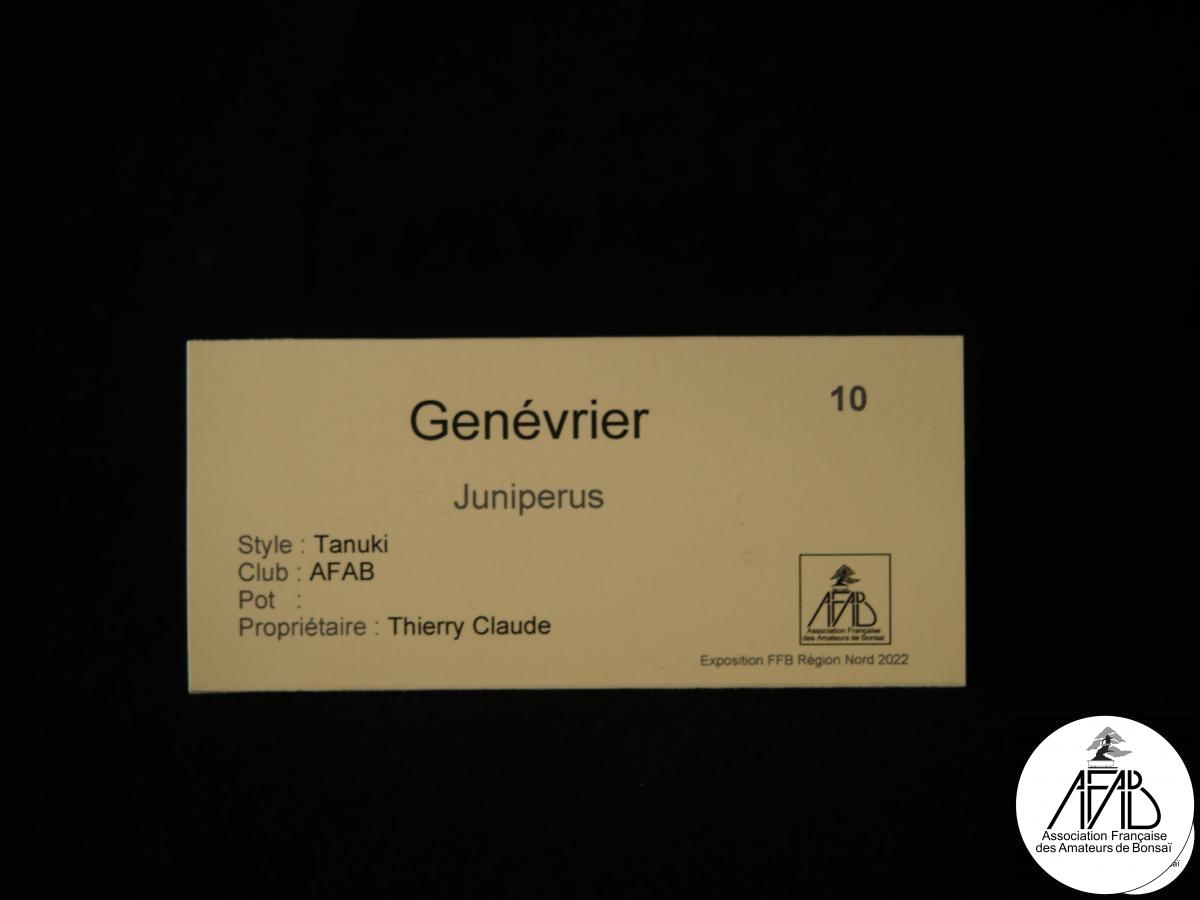 10
Genévrier
Juniperus
Style : Tanuki
Club : AFAB
Pot :
Propriétaire : Thierry Claude
AFAB
Association Française
des Amateurs de Bonsaï
Exposition FFB Région Nord 2022
AFAB
Association Française
des Amateurs de Bonsaï